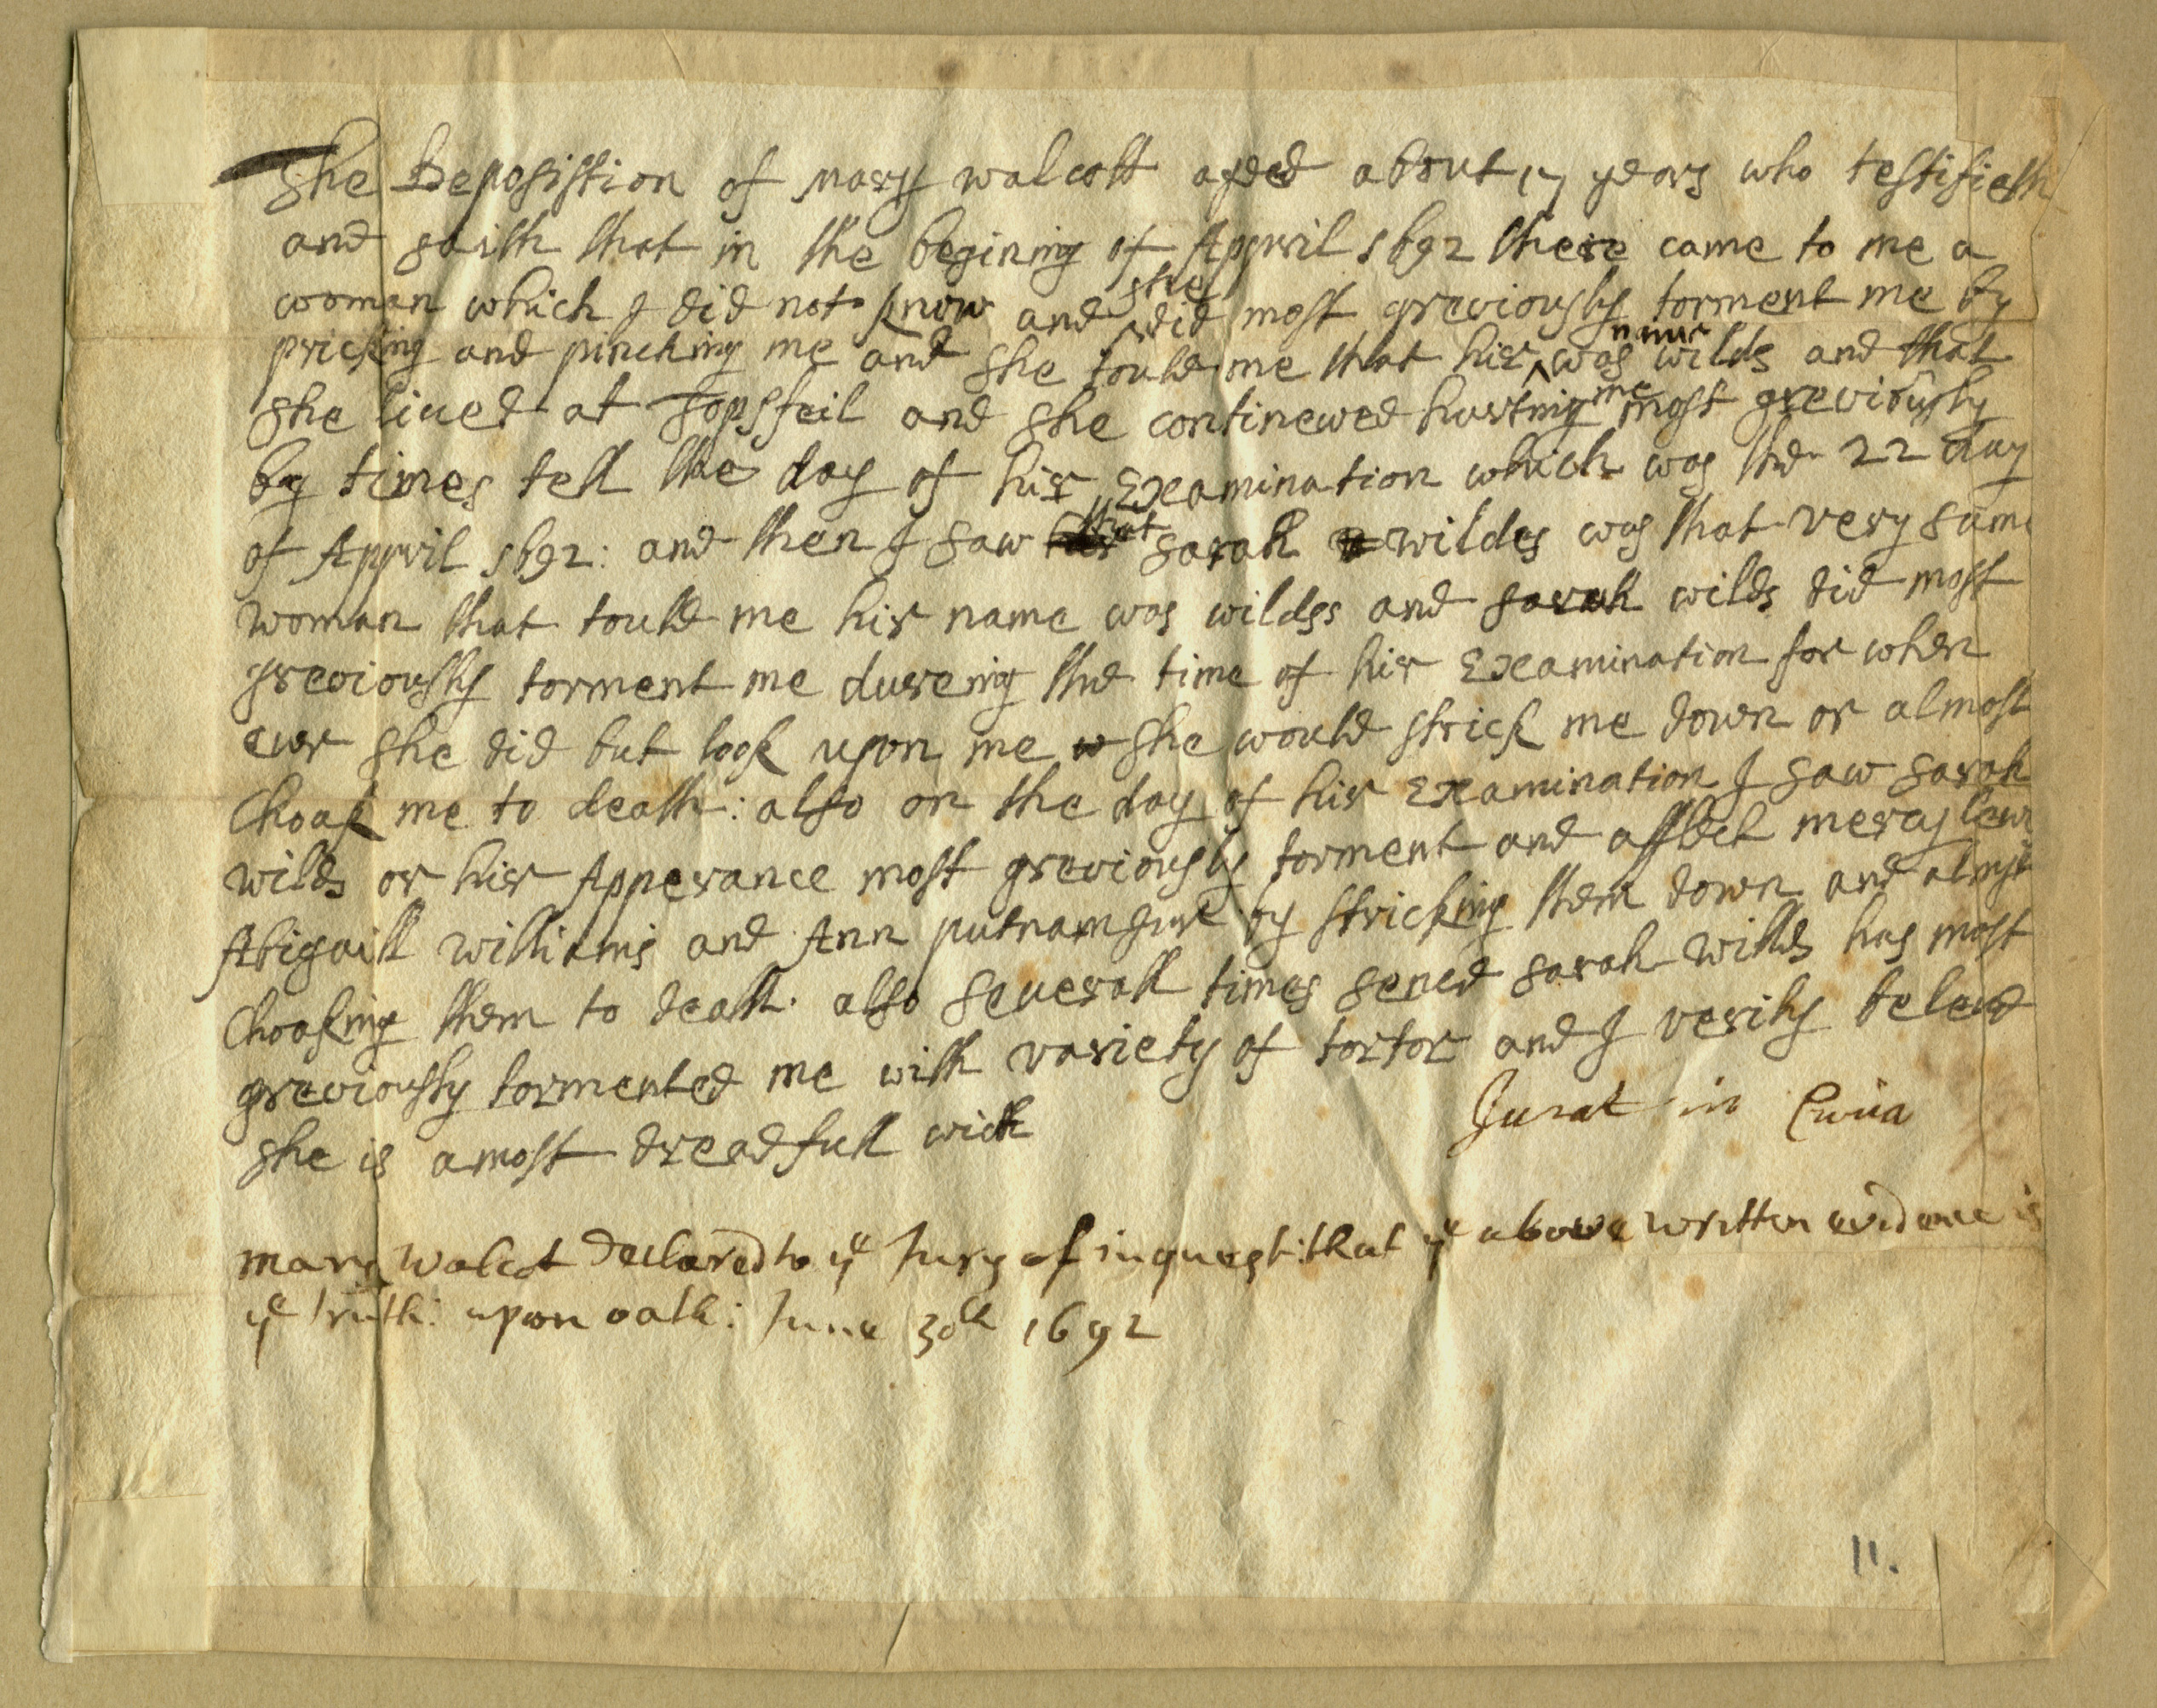 The Deposistion of mary walcott aged about 17 years who testifieth
and saith that in the begining of Appril 1692 there came to me a
woman which I did not know and she did most greviously torment me by
pricking and pinching me and she tould me that hir name was wilds and that
she lived at Topsfeil and she continewed hurting me most greviously
by times tell the day of hir Examination which was the 22 day
of Appril 1692: and then I saw that sarah wildes was that very same
woman that tould me hir name was wildes and sarah wilds did most
greviously torment me dureing the time of hir Examination for when
ever she did but look upon me she would strick me down or almost
Choak me to death: also on the day of hir Examination I saw sarah
wilds or hir Apperance most greviously torment and afflect mercy lewi
Abigaill williams and Ann putnam junr by stricking them down and almost
Choaking them to death. also severall times sence sarah wilds has most
greviously tormented me with variety of tortor and I verily beleve
she is a most dreadfull wich
Jurat in Curia
mary Walcot declared to ye Jury of inquest: that ye above written evidence is
ye truth: upon oath: June 30th 1692
11.